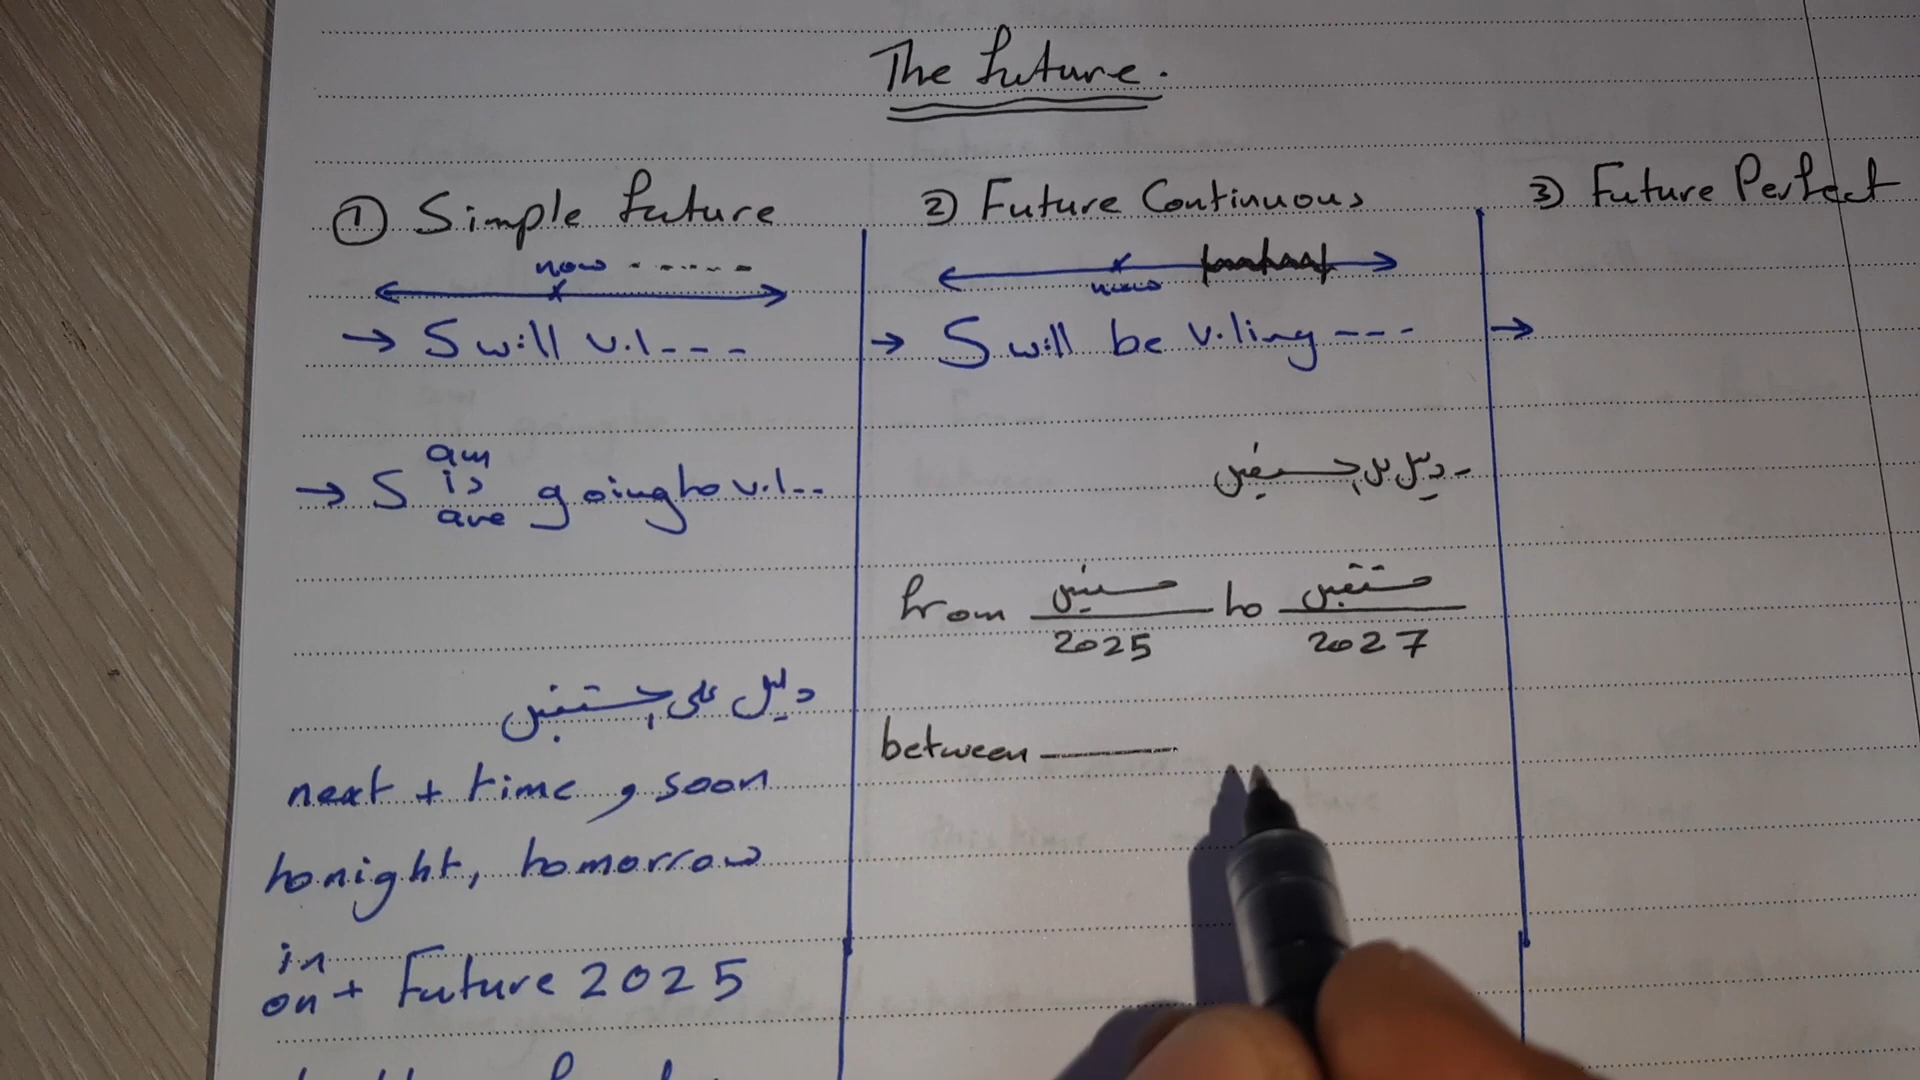 The future.
① Simple future
now - - - - - -
→ S will v.1 - - -
→ S am is are going to v.1 - -
دليل على مستقبل
next + time, soon
tonight, tomorrow
in on + Future 2025
2) Future Continuous
now
→ S will be v.1ing - - -
- دليل على مستقبل
from مستقبل 2025 to مستقبل 2027
between ———
3) Future Perfect
→